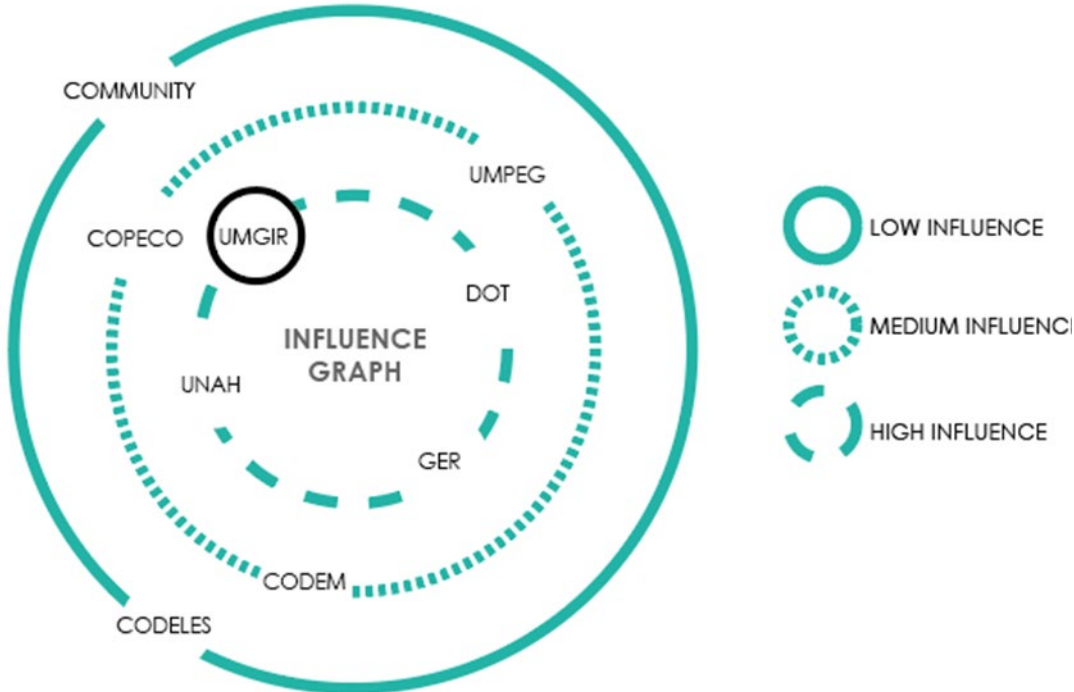 COMMUNITY
UMPEG
COPECO
UMGIR
DOT
INFLUENCE
GRAPH
UNAH
GER
CODEM
CODELES
LOW INFLUENCE
MEDIUM INFLUENC
HIGH INFLUENCE